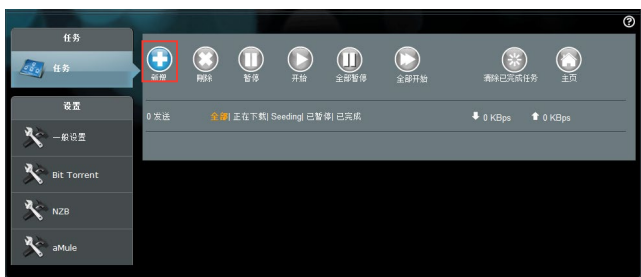 任务
任务
新增
删除
暂停
开始
全部暂停
全部开始
清除已完成任务
主页
0 发送
全部| 正在下载| Seeding| 已暂停| 已完成
0 KBps
0 KBps
设置
一般设置
Bit Torrent
NZB
aMule